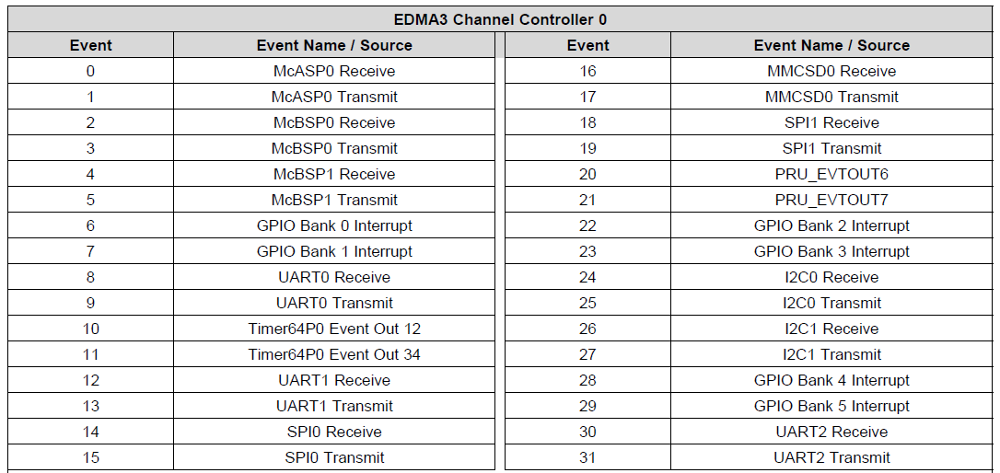 EDMA3 Channel Controller 0
Event Event Name / Source Event Event Name / Source
0 McASP0 Receive 16 MMCSD0 Receive
1 McASP0 Transmit 17 MMCSD0 Transmit
2 McBSP0 Receive 18 SPI1 Receive
3 McBSP0 Transmit 19 SPI1 Transmit
4 McBSP1 Receive 20 PRU_EVTOUT6
5 McBSP1 Transmit 21 PRU_EVTOUT7
6 GPIO Bank 0 Interrupt 22 GPIO Bank 2 Interrupt
7 GPIO Bank 1 Interrupt 23 GPIO Bank 3 Interrupt
8 UART0 Receive 24 I2C0 Receive
9 UART0 Transmit 25 I2C0 Transmit
10 Timer64P0 Event Out 12 26 I2C1 Receive
11 Timer64P0 Event Out 34 27 I2C1 Transmit
12 UART1 Receive 28 GPIO Bank 4 Interrupt
13 UART1 Transmit 29 GPIO Bank 5 Interrupt
14 SPI0 Receive 30 UART2 Receive
15 SPI0 Transmit 31 UART2 Transmit